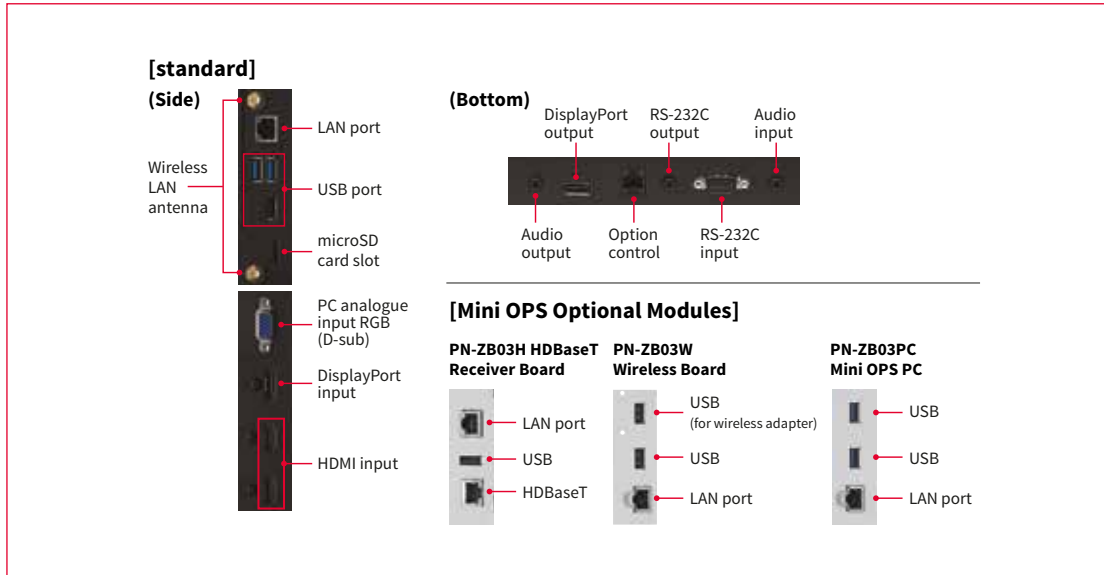 [standard]
(Side)
LAN port
Wireless
LAN
antenna
USB port
microSD
card slot
PC analogue
input RGB
(D-sub)
DisplayPort
input
HDMI input
(Bottom)
DisplayPort
output
RS-232C
output
Audio
input
Audio
output
Option
control
RS-232C
input
[Mini OPS Optional Modules]
PN-ZB03H HDBaseT
Receiver Board
LAN port
USB
HDBaseT
PN-ZB03W
Wireless Board
USB
(for wireless adapter)
USB
LAN port
PN-ZB03PC
Mini OPS PC
USB
USB
LAN port